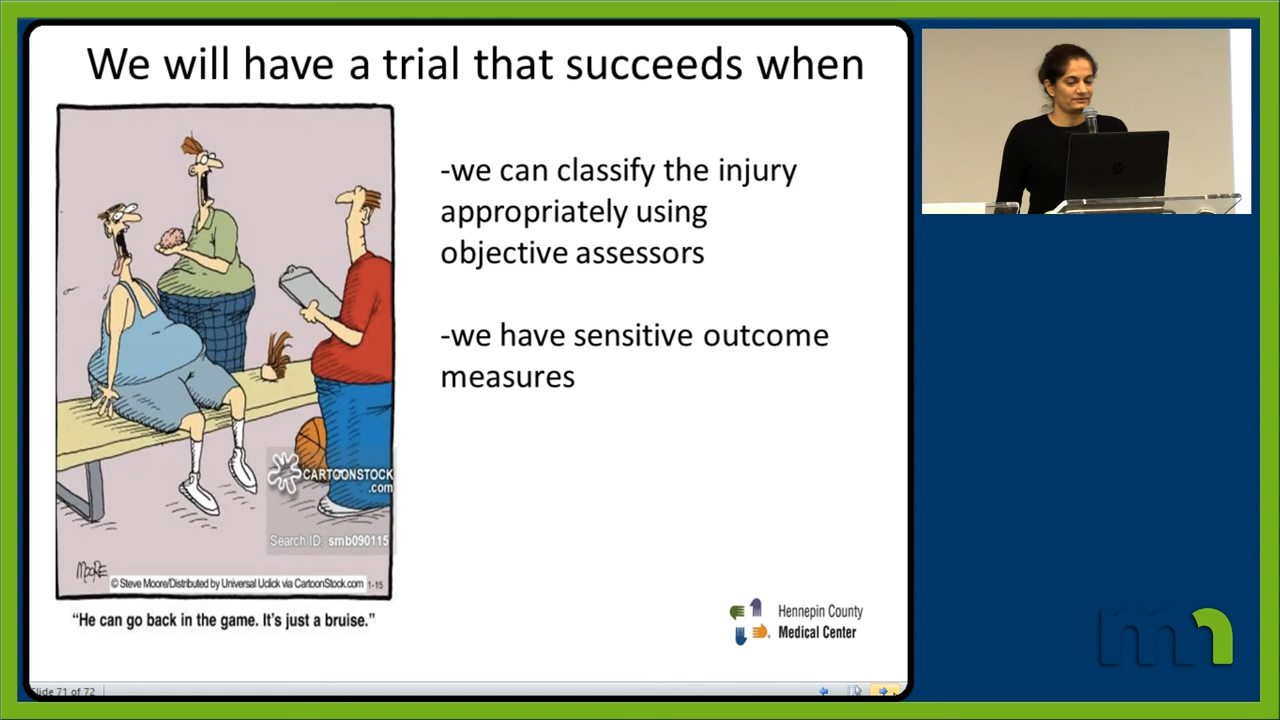 We will have a trial that succeeds when
-we can classify the injury
appropriately using
objective assessors
-we have sensitive outcome
measures
CARTOONSTOCK
.com
Search ID: smb090115
MOORE
© Steve Moore/Distributed by Universal Uclick via CartoonStock.com
1-15
"He can go back in the game. It's just a bruise."
Hennepin County
Medical Center
Slide 71 of 72
mn